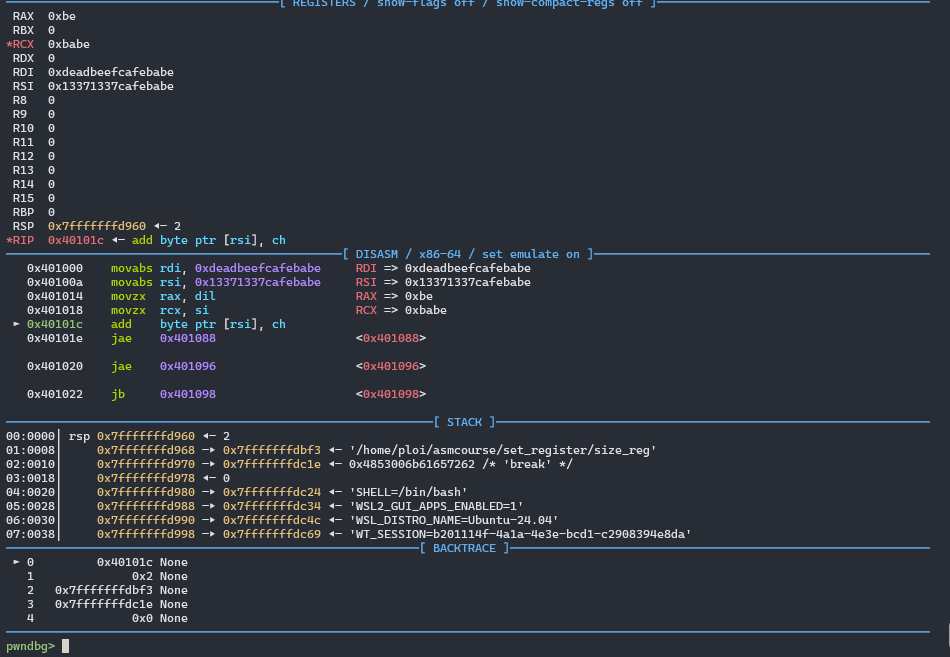 [ REGISTERS / show-flags off / show-compact-regs off ]
RAX 0xbe
RBX 0
*RCX 0xbabe
RDX 0
RDI 0xdeadbeefcafebabe
RSI 0x13371337cafebabe
R8 0
R9 0
R10 0
R11 0
R12 0
R13 0
R14 0
R15 0
RBP 0
RSP 0x7fffffffd960 ◂— 2
*RIP 0x40101c ◂— add byte ptr [rsi], ch
[ DISASM / x86-64 / set emulate on ]
0x401000 movabs rdi, 0xdeadbeefcafebabe RDI => 0xdeadbeefcafebabe
0x40100a movabs rsi, 0x13371337cafebabe RSI => 0x13371337cafebabe
0x401014 movzx rax, dil RAX => 0xbe
0x401018 movzx rcx, si RCX => 0xbabe
► 0x40101c add byte ptr [rsi], ch
0x40101e jae 0x401088 <0x401088>
0x401020 jae 0x401096 <0x401096>
0x401022 jb 0x401098 <0x401098>
[ STACK ]
00:0000│ rsp 0x7fffffffd960 ◂— 2
01:0008│ 0x7fffffffd968 —▸ 0x7fffffffdbf3 ◂— '/home/ploi/asmcourse/set_register/size_reg'
02:0010│ 0x7fffffffd970 —▸ 0x7fffffffdc1e ◂— 0x4853006b61657262 /* 'break' */
03:0018│ 0x7fffffffd978 ◂— 0
04:0020│ 0x7fffffffd980 —▸ 0x7fffffffdc24 ◂— 'SHELL=/bin/bash'
05:0028│ 0x7fffffffd988 —▸ 0x7fffffffdc34 ◂— 'WSL2_GUI_APPS_ENABLED=1'
06:0030│ 0x7fffffffd990 —▸ 0x7fffffffdc4c ◂— 'WSL_DISTRO_NAME=Ubuntu-24.04'
07:0038│ 0x7fffffffd998 —▸ 0x7fffffffdc69 ◂— 'WT_SESSION=b201114f-4a1a-4e3e-bcd1-c2908394e8da'
[ BACKTRACE ]
► 0 0x40101c None
1 0x2 None
2 0x7fffffffdbf3 None
3 0x7fffffffdc1e None
4 0x0 None
pwndbg>